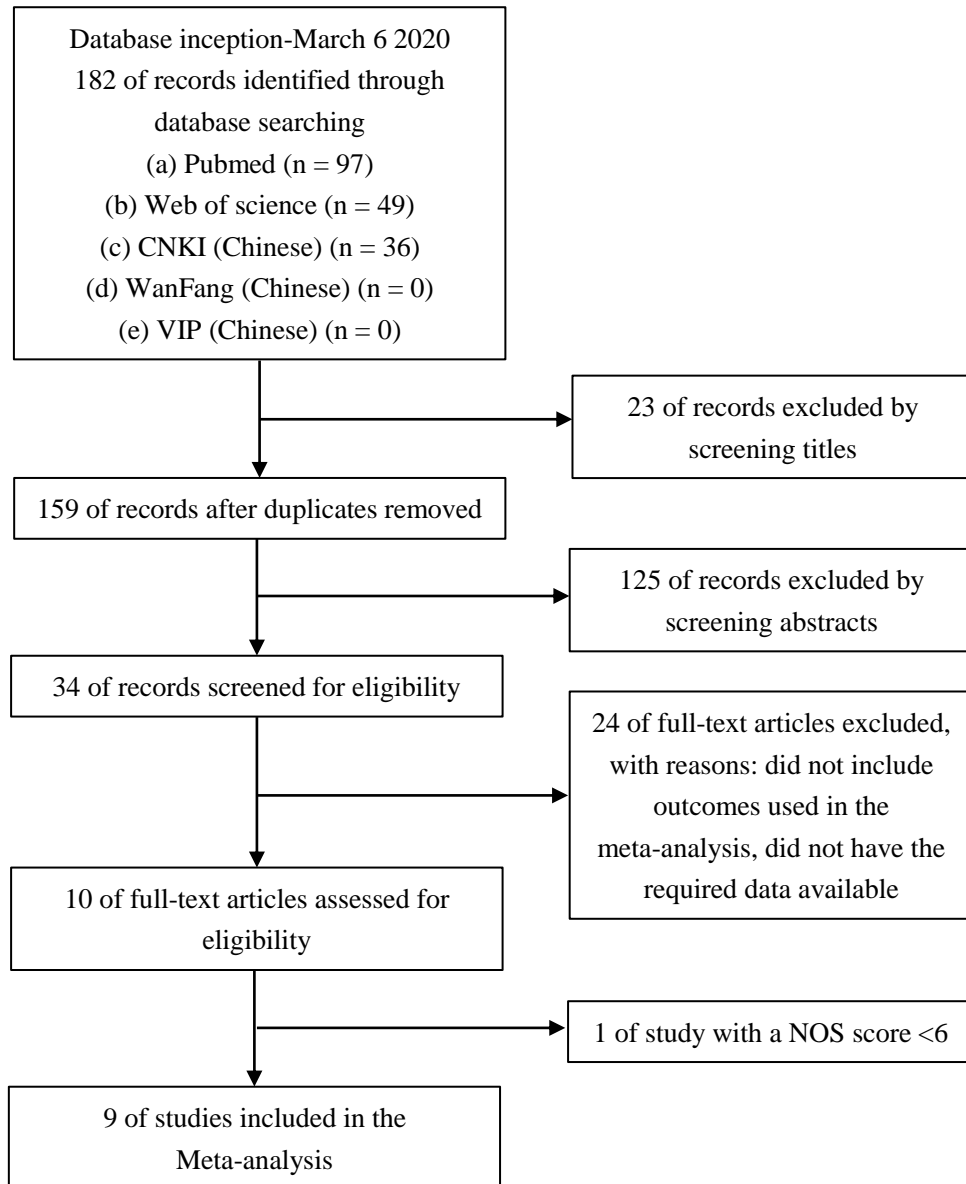 Database inception-March 6 2020
182 of records identified through
database searching
(a) Pubmed (n = 97)
(b) Web of science (n = 49)
(c) CNKI (Chinese) (n = 36)
(d) WanFang (Chinese) (n = 0)
(e) VIP (Chinese) (n = 0)
23 of records excluded by
screening titles
159 of records after duplicates removed
125 of records excluded by
screening abstracts
34 of records screened for eligibility
24 of full-text articles excluded,
with reasons: did not include
outcomes used in the
meta-analysis, did not have the
required data available
10 of full-text articles assessed for
eligibility
1 of study with a NOS score <6
9 of studies included in the
Meta-analysis